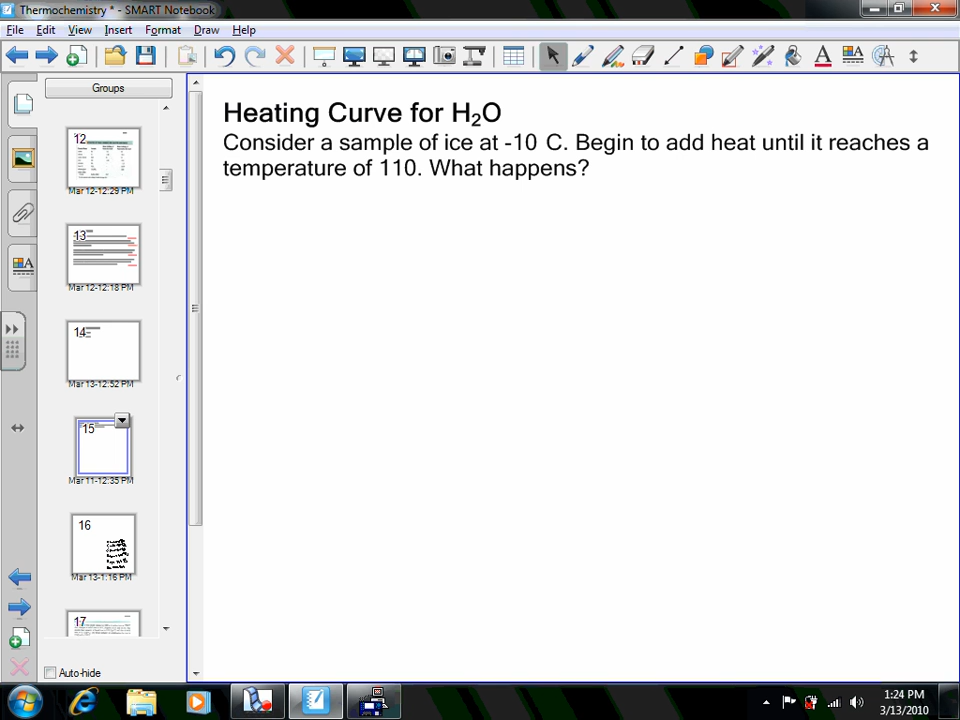 Thermochemistry * - SMART Notebook
File Edit View Insert Format Draw Help
Groups
12
Mar 12-12:29 PM
13
Mar 12-12:18 PM
14
Mar 13-12:52 PM
15
Mar 11-12:35 PM
16
Mar 13-1:16 PM
17
Auto-hide
Heating Curve for H₂O
Consider a sample of ice at -10 C. Begin to add heat until it reaches a
temperature of 110. What happens?
1:24 PM
3/13/2010